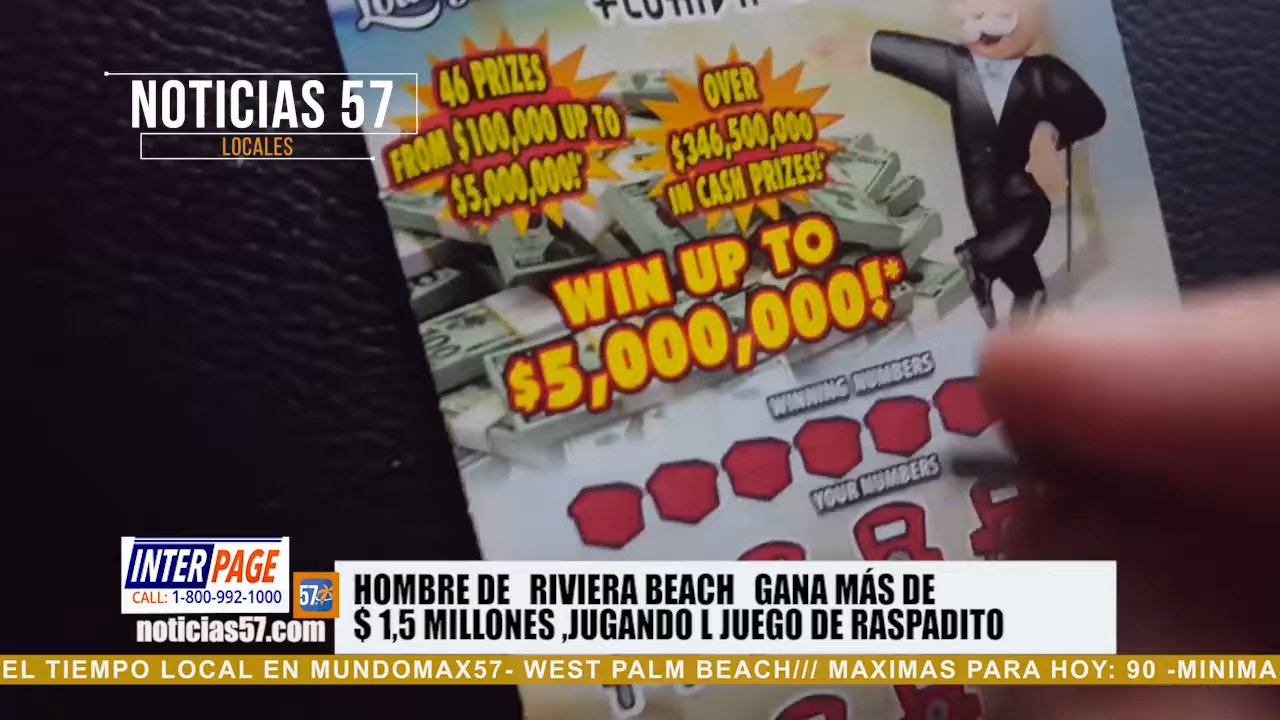 NOTICIAS 57
LOCALES
46 PRIZES
FROM $100,000 UP TO
$5,000,000!*
OVER
$346,500,000
IN CASH PRIZES!*
WIN UP TO
$5,000,000!*
WINNING NUMBERS
YOUR NUMBERS
INTERPAGE
CALL: 1-800-992-1000
57
noticias57.com
HOMBRE DE RIVIERA BEACH GANA MÁS DE
$ 1,5 MILLONES ,JUGANDO L JUEGO DE RASPADITO
EL TIEMPO LOCAL EN MUNDOMAX57- WEST PALM BEACH/// MAXIMAS PARA HOY: 90 -MINIMA